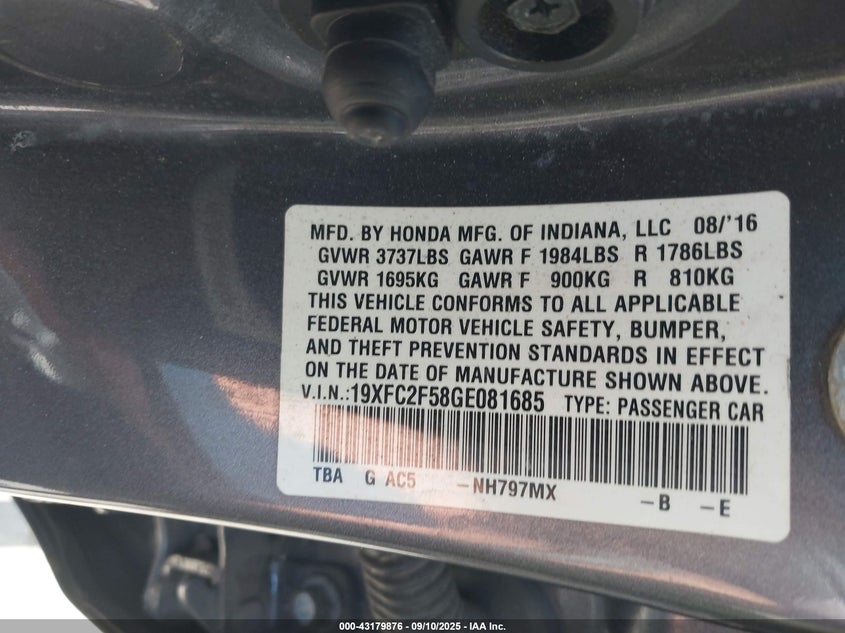 MFD. BY HONDA MFG. OF INDIANA, LLC 08/'16
GVWR 3737LBS GAWR F 1984LBS R 1786LBS
GVWR 1695KG GAWR F 900KG R 810KG
THIS VEHICLE CONFORMS TO ALL APPLICABLE
FEDERAL MOTOR VEHICLE SAFETY, BUMPER,
AND THEFT PREVENTION STANDARDS IN EFFECT
ON THE DATE OF MANUFACTURE SHOWN ABOVE.
V.I.N.:19XFC2F58GE081685 TYPE: PASSENGER CAR
TBA G AC5 -NH797MX -B -E
000-43179876 - 09/10/2025 - IAA Inc.